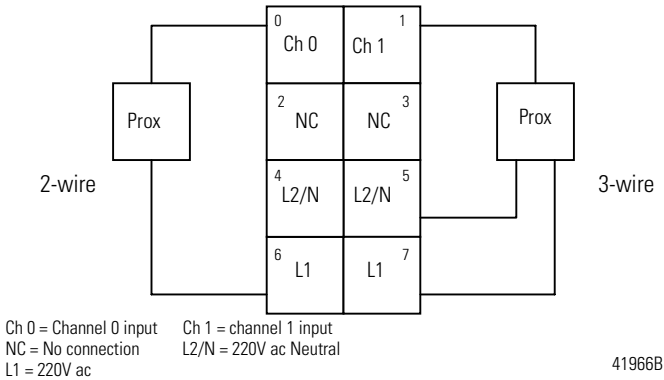 0 1
Ch 0 Ch 1
2 3
Prox NC NC Prox
2-wire 4 5 3-wire
L2/N L2/N
6 7
L1 L1
Ch 0 = Channel 0 input Ch 1 = channel 1 input
NC = No connection L2/N = 220V ac Neutral
L1 = 220V ac 41966B